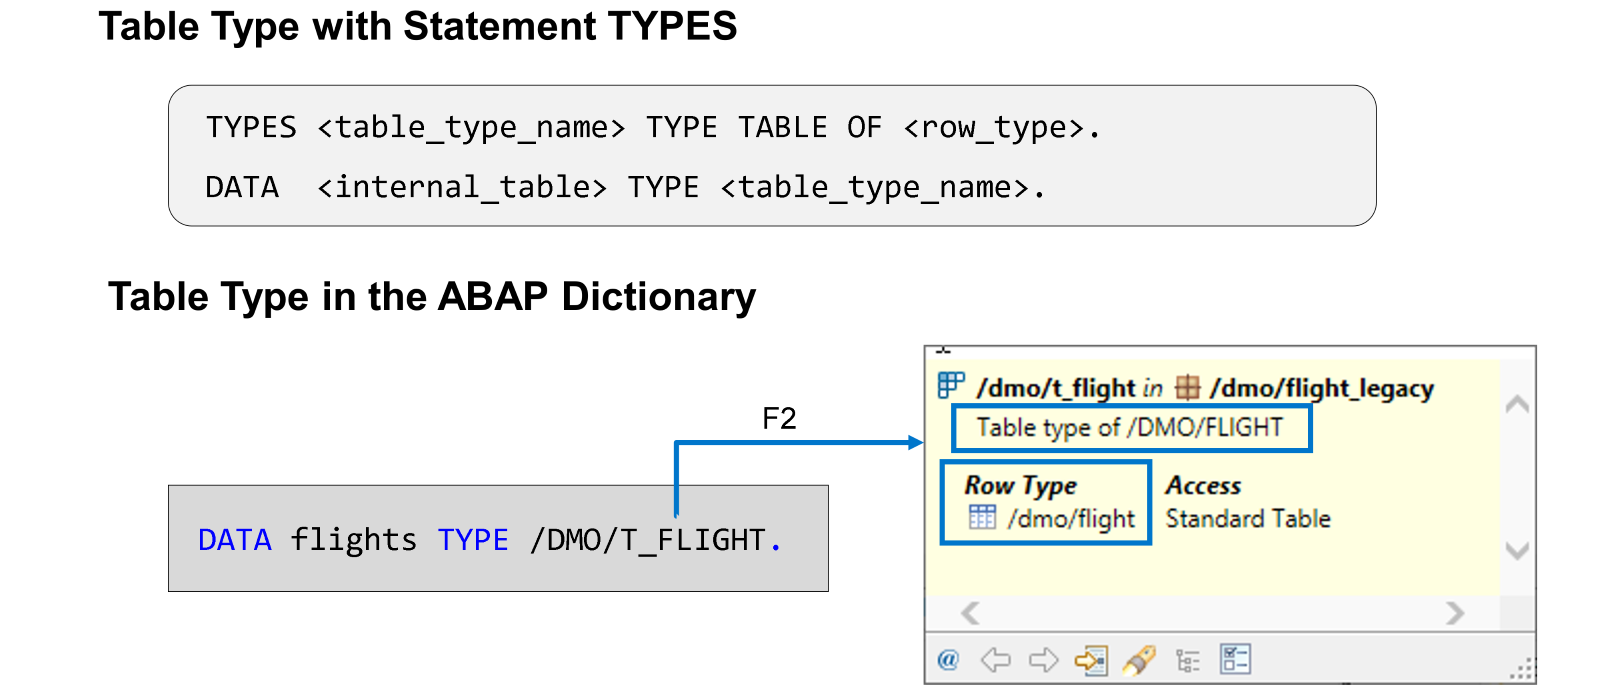 Table Type with Statement TYPES
TYPES <table_type_name> TYPE TABLE OF <row_type>.
DATA  <internal_table> TYPE <table_type_name>.
Table Type in the ABAP Dictionary
F2
DATA flights TYPE /DMO/T_FLIGHT.
/dmo/t_flight in /dmo/flight_legacy
Table type of /DMO/FLIGHT
Row Type Access
/dmo/flight Standard Table
@